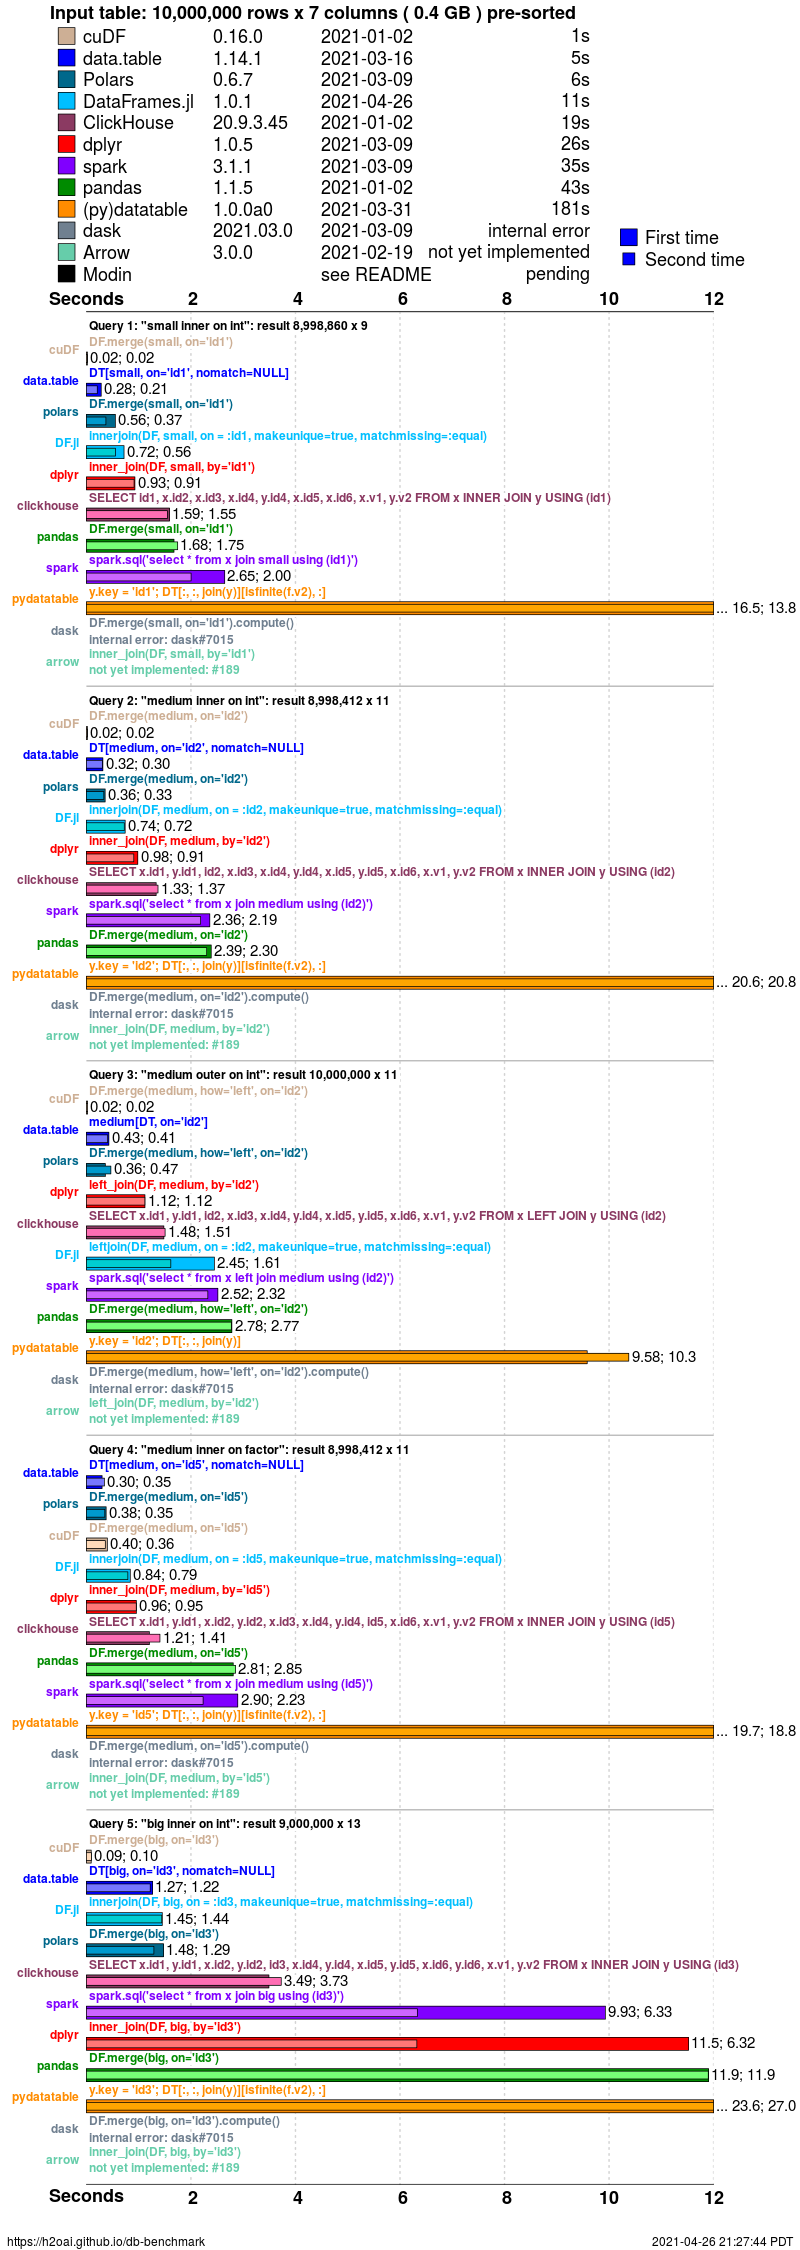 Input table: 10,000,000 rows x 7 columns ( 0.4 GB ) pre-sorted
cuDF 0.16.0 2021-01-02 1s
data.table 1.14.1 2021-03-16 5s
Polars 0.6.7 2021-03-09 6s
DataFrames.jl 1.0.1 2021-04-26 11s
ClickHouse 20.9.3.45 2021-01-02 19s
dplyr 1.0.5 2021-03-09 26s
spark 3.1.1 2021-03-09 35s
pandas 1.1.5 2021-01-02 43s
(py)datatable 1.0.0a0 2021-03-31 181s
dask 2021.03.0 2021-03-09 internal error
Arrow 3.0.0 2021-02-19 not yet implemented
Modin see README pending
First time
Second time
Seconds 2 4 6 8 10 12
Query 1: "small inner on int": result 8,998,860 x 9
DF.merge(small, on='id1')
cuDF 0.02; 0.02
DT[small, on='id1', nomatch=NULL]
data.table 0.28; 0.21
DF.merge(small, on='id1')
polars 0.56; 0.37
innerjoin(DF, small, on = :id1, makeunique=true, matchmissing=:equal)
DF.jl 0.72; 0.56
inner_join(DF, small, by='id1')
dplyr 0.93; 0.91
SELECT id1, x.id2, x.id3, x.id4, y.id4, x.id5, x.id6, x.v1, y.v2 FROM x INNER JOIN y USING (id1)
clickhouse 1.59; 1.55
DF.merge(small, on='id1')
pandas 1.68; 1.75
spark.sql('select * from x join small using (id1)')
spark 2.65; 2.00
y.key = 'id1'; DT[:, :, join(y)][isfinite(f.v2), :]
pydatatable ... 16.5; 13.8
DF.merge(small, on='id1').compute()
dask internal error: dask#7015
inner_join(DF, small, by='id1')
arrow not yet implemented: #189
Query 2: "medium inner on int": result 8,998,412 x 11
DF.merge(medium, on='id2')
cuDF 0.02; 0.02
DT[medium, on='id2', nomatch=NULL]
data.table 0.32; 0.30
DF.merge(medium, on='id2')
polars 0.36; 0.33
innerjoin(DF, medium, on = :id2, makeunique=true, matchmissing=:equal)
DF.jl 0.74; 0.72
inner_join(DF, medium, by='id2')
dplyr 0.98; 0.91
SELECT x.id1, y.id1, id2, x.id3, x.id4, y.id4, x.id5, y.id5, x.id6, x.v1, y.v2 FROM x INNER JOIN y USING (id2)
clickhouse 1.33; 1.37
spark.sql('select * from x join medium using (id2)')
spark 2.36; 2.19
DF.merge(medium, on='id2')
pandas 2.39; 2.30
y.key = 'id2'; DT[:, :, join(y)][isfinite(f.v2), :]
pydatatable ... 20.6; 20.8
DF.merge(medium, on='id2').compute()
dask internal error: dask#7015
inner_join(DF, medium, by='id2')
arrow not yet implemented: #189
Query 3: "medium outer on int": result 10,000,000 x 11
DF.merge(medium, how='left', on='id2')
cuDF 0.02; 0.02
medium[DT, on='id2']
data.table 0.43; 0.41
DF.merge(medium, how='left', on='id2')
polars 0.36; 0.47
left_join(DF, medium, by='id2')
dplyr 1.12; 1.12
SELECT x.id1, y.id1, id2, x.id3, x.id4, y.id4, x.id5, y.id5, x.id6, x.v1, y.v2 FROM x LEFT JOIN y USING (id2)
clickhouse 1.48; 1.51
leftjoin(DF, medium, on = :id2, makeunique=true, matchmissing=:equal)
DF.jl 2.45; 1.61
spark.sql('select * from x left join medium using (id2)')
spark 2.52; 2.32
DF.merge(medium, how='left', on='id2')
pandas 2.78; 2.77
y.key = 'id2'; DT[:, :, join(y)]
pydatatable 9.58; 10.3
DF.merge(medium, how='left', on='id2').compute()
dask internal error: dask#7015
left_join(DF, medium, by='id2')
arrow not yet implemented: #189
Query 4: "medium inner on factor": result 8,998,412 x 11
DT[medium, on='id5', nomatch=NULL]
data.table 0.30; 0.35
DF.merge(medium, on='id5')
polars 0.38; 0.35
DF.merge(medium, on='id5')
cuDF 0.40; 0.36
innerjoin(DF, medium, on = :id5, makeunique=true, matchmissing=:equal)
DF.jl 0.84; 0.79
inner_join(DF, medium, by='id5')
dplyr 0.96; 0.95
SELECT x.id1, y.id1, x.id2, y.id2, x.id3, x.id4, y.id4, id5, x.id6, x.v1, y.v2 FROM x INNER JOIN y USING (id5)
clickhouse 1.21; 1.41
DF.merge(medium, on='id5')
pandas 2.81; 2.85
spark.sql('select * from x join medium using (id5)')
spark 2.90; 2.23
y.key = 'id5'; DT[:, :, join(y)][isfinite(f.v2), :]
pydatatable ... 19.7; 18.8
DF.merge(medium, on='id5').compute()
dask internal error: dask#7015
inner_join(DF, medium, by='id5')
arrow not yet implemented: #189
Query 5: "big inner on int": result 9,000,000 x 13
DF.merge(big, on='id3')
cuDF 0.09; 0.10
DT[big, on='id3', nomatch=NULL]
data.table 1.27; 1.22
innerjoin(DF, big, on = :id3, makeunique=true, matchmissing=:equal)
DF.jl 1.45; 1.44
DF.merge(big, on='id3')
polars 1.48; 1.29
SELECT x.id1, y.id1, x.id2, y.id2, id3, x.id4, y.id4, x.id5, y.id5, x.id6, y.id6, x.v1, y.v2 FROM x INNER JOIN y USING (id3)
clickhouse 3.49; 3.73
spark.sql('select * from x join big using (id3)')
spark 9.93; 6.33
inner_join(DF, big, by='id3')
dplyr 11.5; 6.32
DF.merge(big, on='id3')
pandas 11.9; 11.9
y.key = 'id3'; DT[:, :, join(y)][isfinite(f.v2), :]
pydatatable ... 23.6; 27.0
DF.merge(big, on='id3').compute()
dask internal error: dask#7015
inner_join(DF, big, by='id3')
arrow not yet implemented: #189
Seconds 2 4 6 8 10 12
https://h2oai.github.io/db-benchmark 2021-04-26 21:27:44 PDT